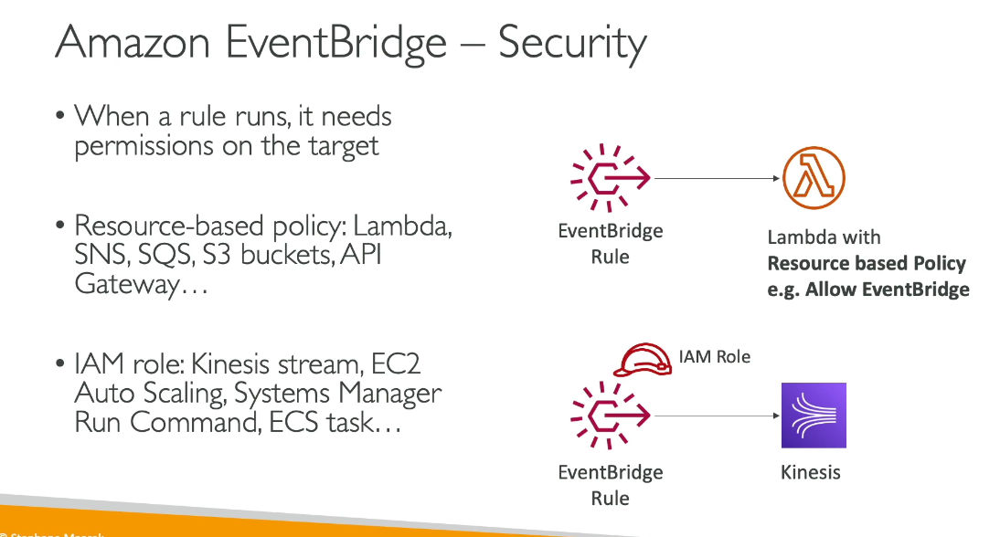 Amazon EventBridge – Security
• When a rule runs, it needs
permissions on the target
• Resource-based policy: Lambda,
SNS, SQS, S3 buckets, API
Gateway…
• IAM role: Kinesis stream, EC2
Auto Scaling, Systems Manager
Run Command, ECS task…
EventBridge
Rule
Lambda with
Resource based Policy
e.g. Allow EventBridge
IAM Role
EventBridge
Rule
Kinesis